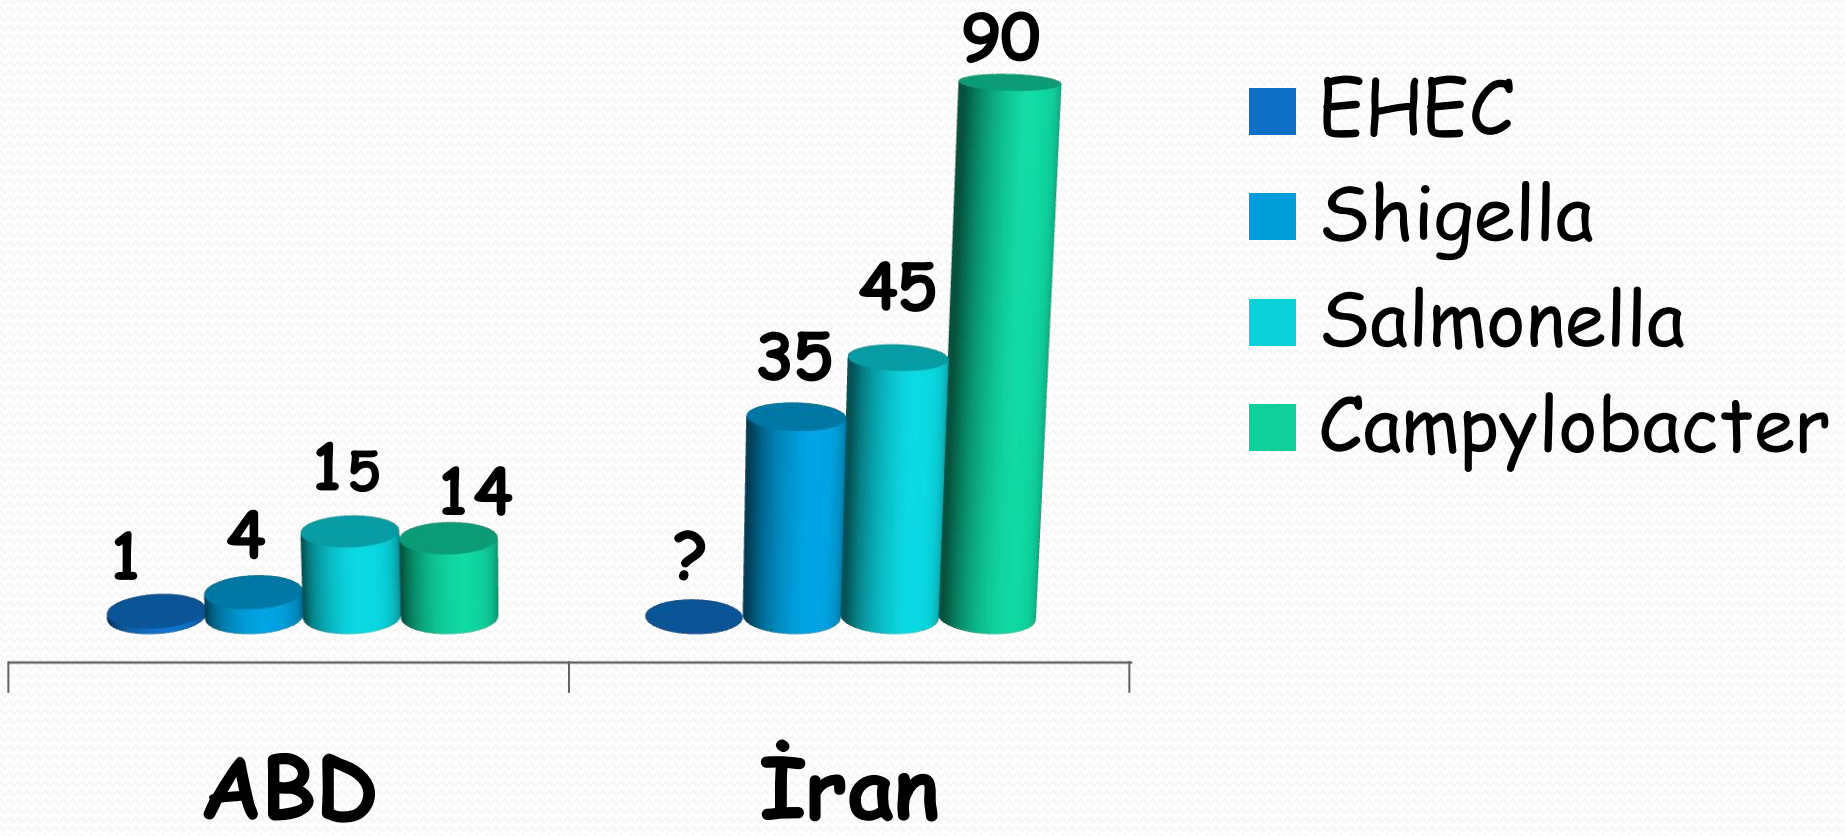 90
45
35
15
14
4
1
?
ABD
İran
EHEC
Shigella
Salmonella
Campylobacter